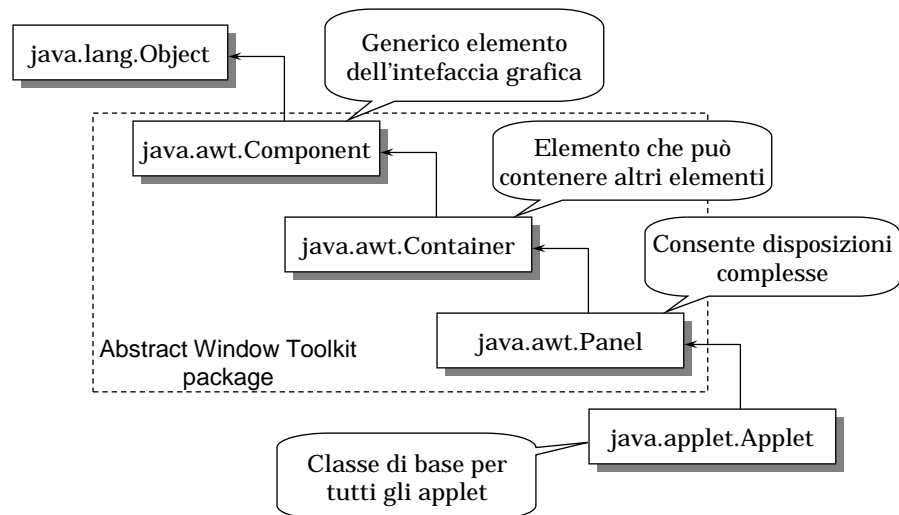 java.lang.Object
Generico elemento
dell'intefaccia grafica
java.awt.Component
Elemento che può
contenere altri elementi
java.awt.Container
Consente disposizioni
complesse
java.awt.Panel
Abstract Window Toolkit
package
java.applet.Applet
Classe di base per
tutti gli applet